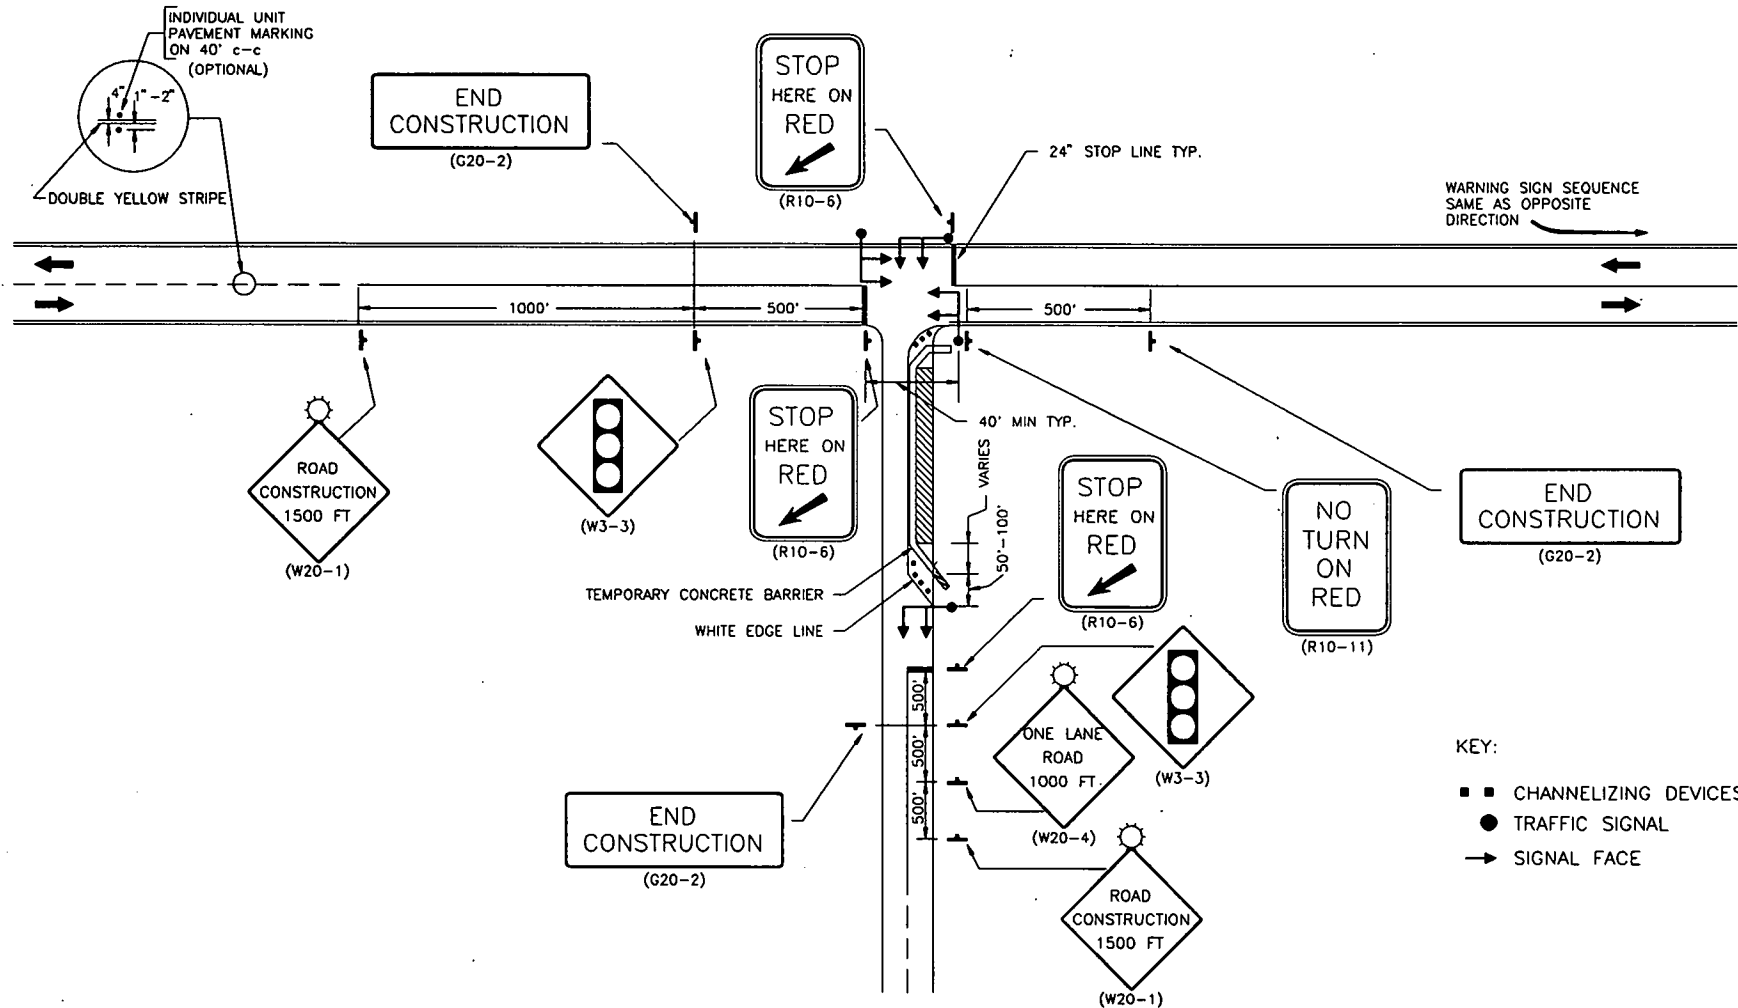 INDIVIDUAL UNIT
PAVEMENT MARKING
ON 40' c-c
(OPTIONAL)
4" 1"-2"
DOUBLE YELLOW STRIPE
END
CONSTRUCTION
(G20-2)
STOP
HERE ON
RED
(R10-6)
24" STOP LINE TYP.
WARNING SIGN SEQUENCE
SAME AS OPPOSITE
DIRECTION
1000'
500'
500'
ROAD
CONSTRUCTION
1500 FT
(W20-1)
(W3-3)
STOP
HERE ON
RED
(R10-6)
40' MIN TYP.
VARIES
50'-100'
STOP
HERE ON
RED
(R10-6)
NO
TURN
ON
RED
(R10-11)
END
CONSTRUCTION
(G20-2)
TEMPORARY CONCRETE BARRIER
WHITE EDGE LINE
500'
500'
500'
ONE LANE
ROAD
1000 FT.
(W20-4)
(W3-3)
END
CONSTRUCTION
(G20-2)
ROAD
CONSTRUCTION
1500 FT
(W20-1)
KEY:
CHANNELIZING DEVICES
TRAFFIC SIGNAL
SIGNAL FACE